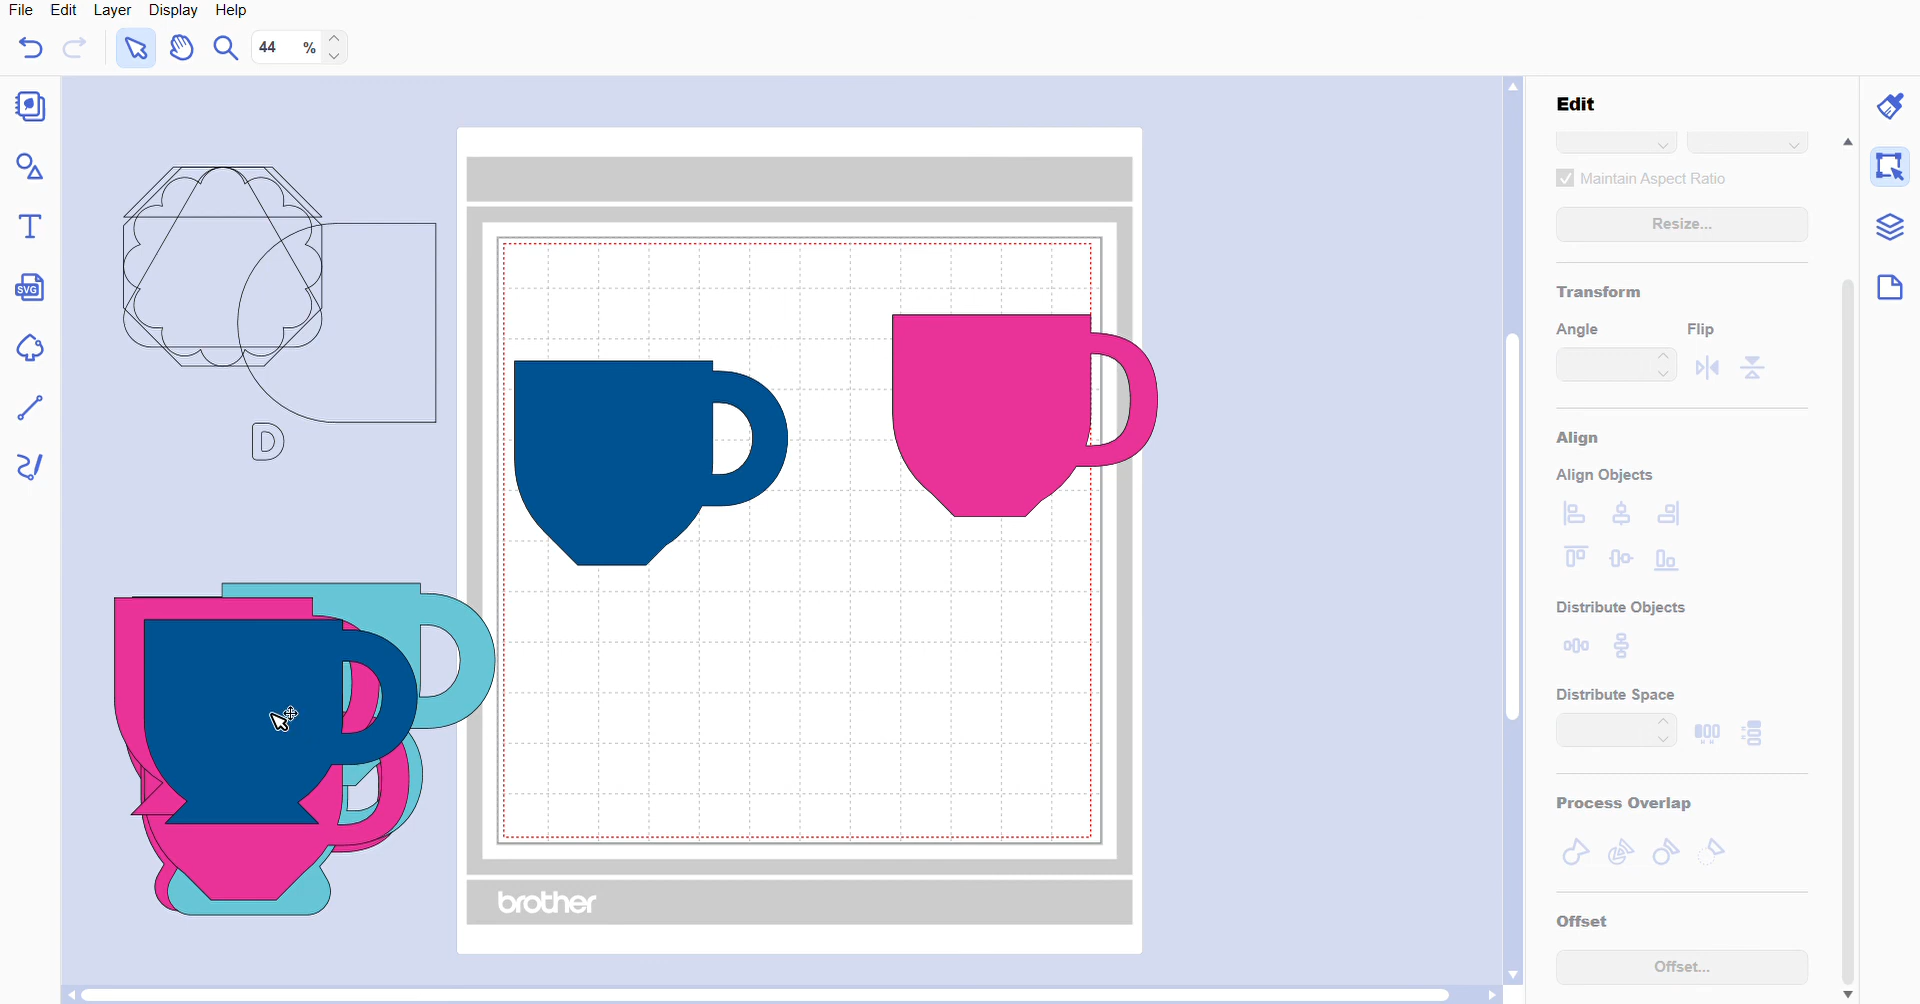 File Edit Layer Display Help
44 %
Edit
Maintain Aspect Ratio
Resize...
Transform
Angle Flip
Align
Align Objects
Distribute Objects
Distribute Space
Process Overlap
Offset
Offset...
T
SVG
D
brother